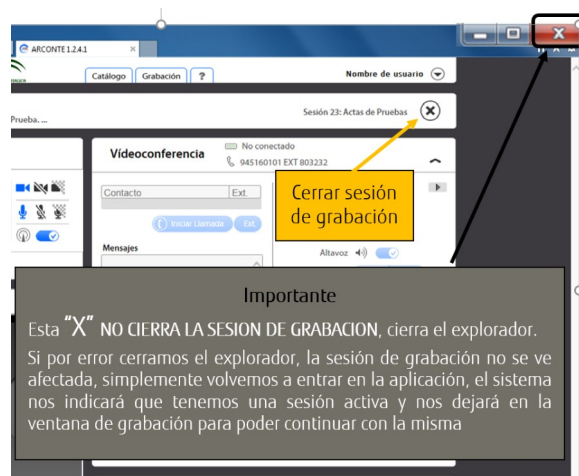 ARCONTE 1.2.4.1
Catálogo Grabación ? Nombre de usuario
Prueba. ...
Sesión 23: Actas de Pruebas
Vídeoconferencia
No conectado
945160101 EXT 803232
Contacto Ext.
Iniciar Llamada Ext.
Mensajes
Altavoz
Cerrar sesión
de grabación
Importante
Esta "X" NO CIERRA LA SESION DE GRABACION, cierra el explorador.
Si por error cerramos el explorador, la sesión de grabación no se ve
afectada, simplemente volvemos a entrar en la aplicación, el sistema
nos indicará que tenemos una sesión activa y nos dejará en la
ventana de grabación para poder continuar con la misma